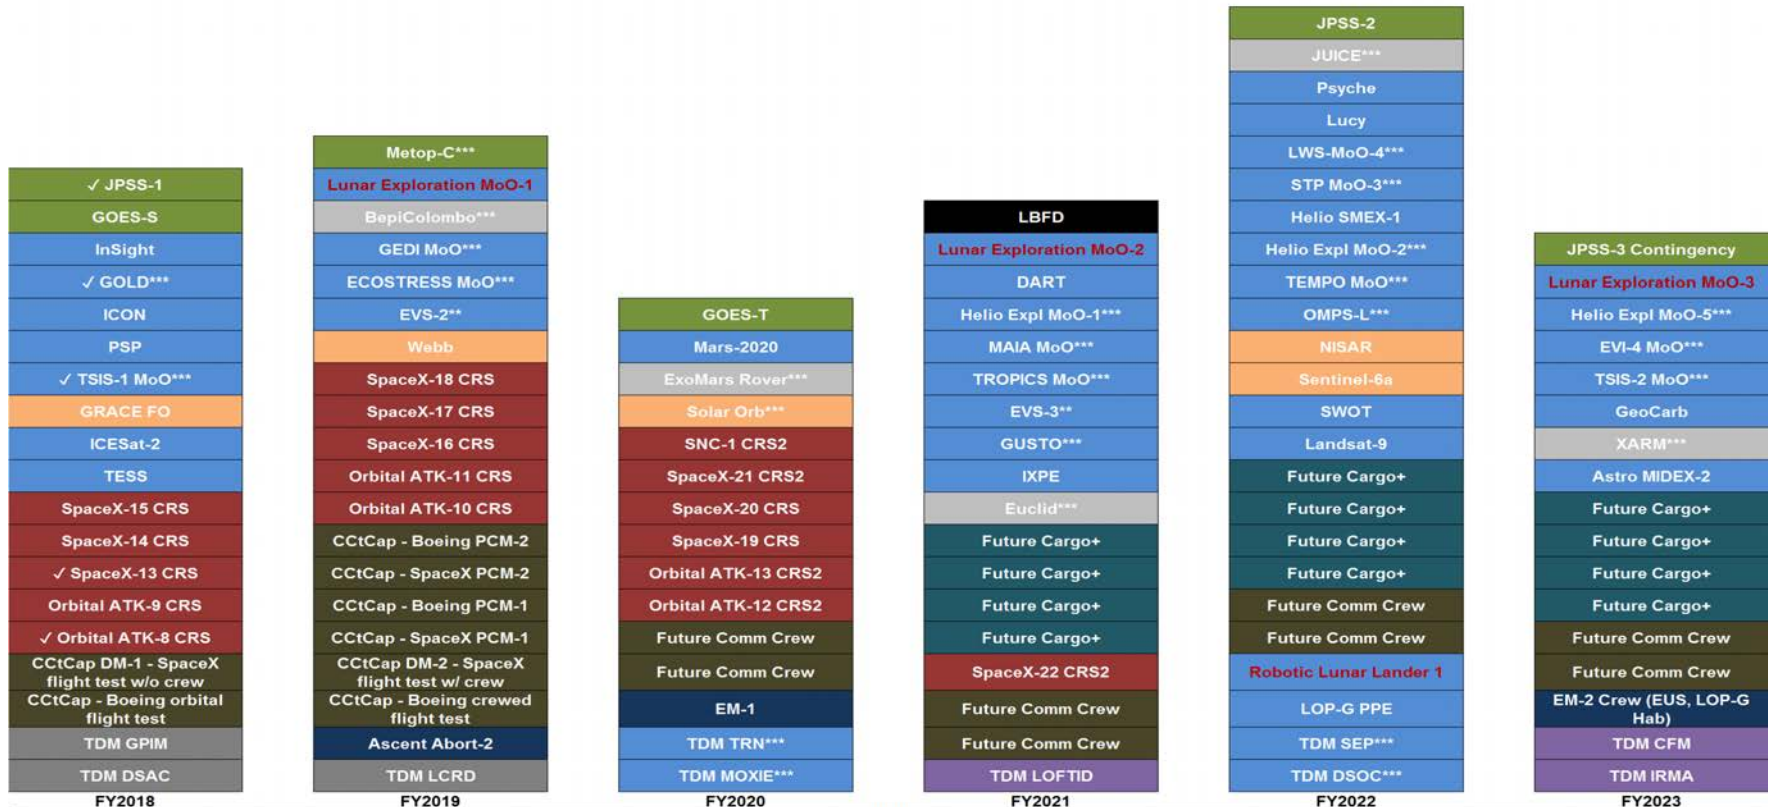 ✓ JPSS-1
GOES-S
InSight
✓ GOLD***
ICON
PSP
✓ TSIS-1 MoO***
GRACE FO
ICESat-2
TESS
SpaceX-15 CRS
SpaceX-14 CRS
✓ SpaceX-13 CRS
Orbital ATK-9 CRS
✓ Orbital ATK-8 CRS
CCtCap DM-1 - SpaceX
flight test w/o crew
CCtCap - Boeing orbital
flight test
TDM GPIM
TDM DSAC
FY2018
Metop-C***
Lunar Exploration MoO-1
BepiColombo***
GEDI MoO***
ECOSTRESS MoO***
EVS-2**
Webb
SpaceX-18 CRS
SpaceX-17 CRS
SpaceX-16 CRS
Orbital ATK-11 CRS
Orbital ATK-10 CRS
CCtCap - Boeing PCM-2
CCtCap - SpaceX PCM-2
CCtCap - Boeing PCM-1
CCtCap - SpaceX PCM-1
CCtCap DM-2 - SpaceX
flight test w/ crew
CCtCap - Boeing crewed
flight test
Ascent Abort-2
TDM LCRD
FY2019
GOES-T
Mars-2020
ExoMars Rover***
Solar Orb***
SNC-1 CRS2
SpaceX-21 CRS2
SpaceX-20 CRS
SpaceX-19 CRS
Orbital ATK-13 CRS2
Orbital ATK-12 CRS2
Future Comm Crew
Future Comm Crew
EM-1
TDM TRN***
TDM MOXIE***
FY2020
LBFD
Lunar Exploration MoO-2
DART
Helio Expl MoO-1***
MAIA MoO***
TROPICS MoO***
EVS-3**
GUSTO***
IXPE
Euclid***
Future Cargo+
Future Cargo+
Future Cargo+
Future Cargo+
SpaceX-22 CRS2
Future Comm Crew
Future Comm Crew
TDM LOFTID
FY2021
JPSS-2
JUICE***
Psyche
Lucy
LWS-MoO-4***
STP MoO-3***
Helio SMEX-1
Helio Expl MoO-2***
TEMPO MoO***
OMPS-L***
NISAR
Sentinel-6a
SWOT
Landsat-9
Future Cargo+
Future Cargo+
Future Cargo+
Future Cargo+
Future Comm Crew
Future Comm Crew
Robotic Lunar Lander 1
LOP-G PPE
TDM SEP***
TDM DSOC***
FY2022
JPSS-3 Contingency
Lunar Exploration MoO-3
Helio Expl MoO-5***
EVI-4 MoO***
TSIS-2 MoO***
GeoCarb
XARM***
Astro MIDEX-2
Future Cargo+
Future Cargo+
Future Cargo+
Future Cargo+
Future Comm Crew
Future Comm Crew
EM-2 Crew (EUS, LOP-G
Hab)
TDM CFM
TDM IRMA
FY2023